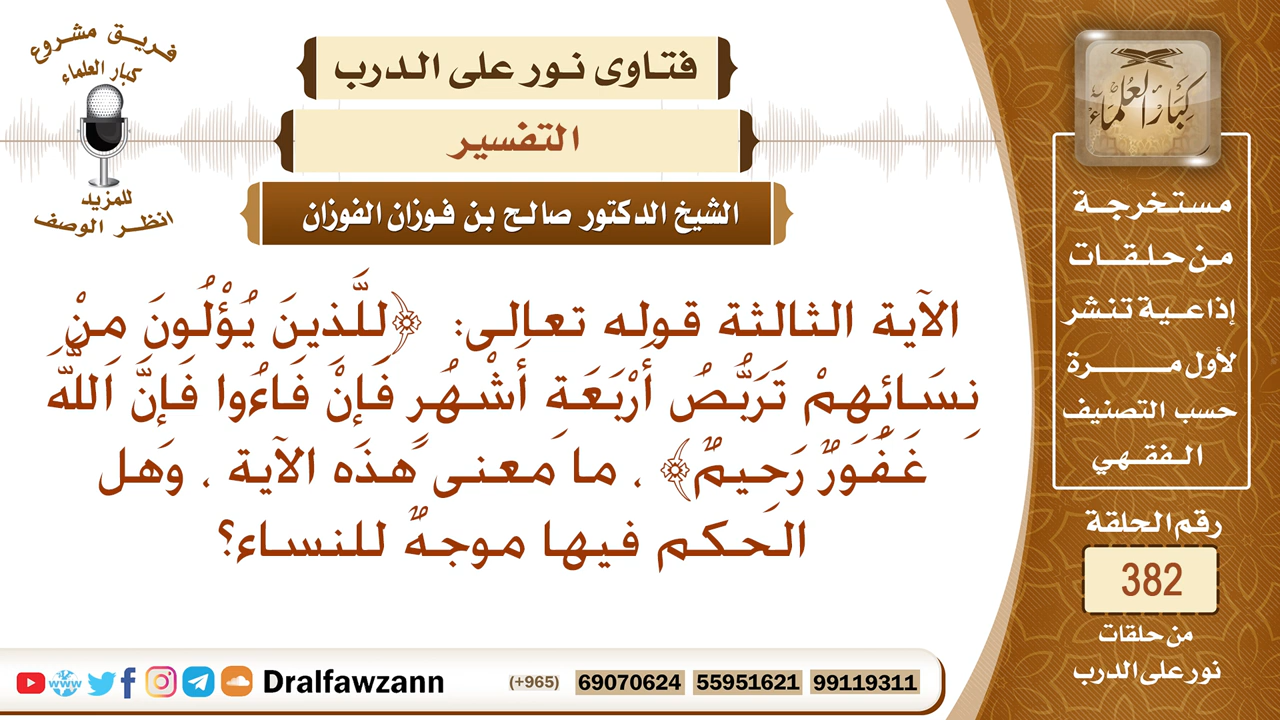 فريق مشروع
كبار العلماء
للمزيد
انظر الوصف
فتاوى نور على الدرب
التفسير
الشيخ الدكتور صالح بن فوزان الفوزان
الآية الثالثة قوله تعالى: ﴿للَّذينَ يُؤْلُونَ مِنْ
نِسَائِهِمْ تَرَبُّصُ أَرْبَعَةِ أَشْهُرٍ فَإِنْ فَاءُوا فَإِنَّ اللَّهَ
غَفُورٌ رَحِيمٌ﴾ ، ما معنى هذه الآية ، وهل
الحكم فيها موجهٌ للنساء؟
كبار العلماء
مستخرجة
من حلقات
إذاعية تنشر
لأول مرة
حسب التصنيف
الفقهي
رقم الحلقة
382
من حلقات
نور على الدرب
www Dralfawzann (+965) 69070624 55951621 99119311